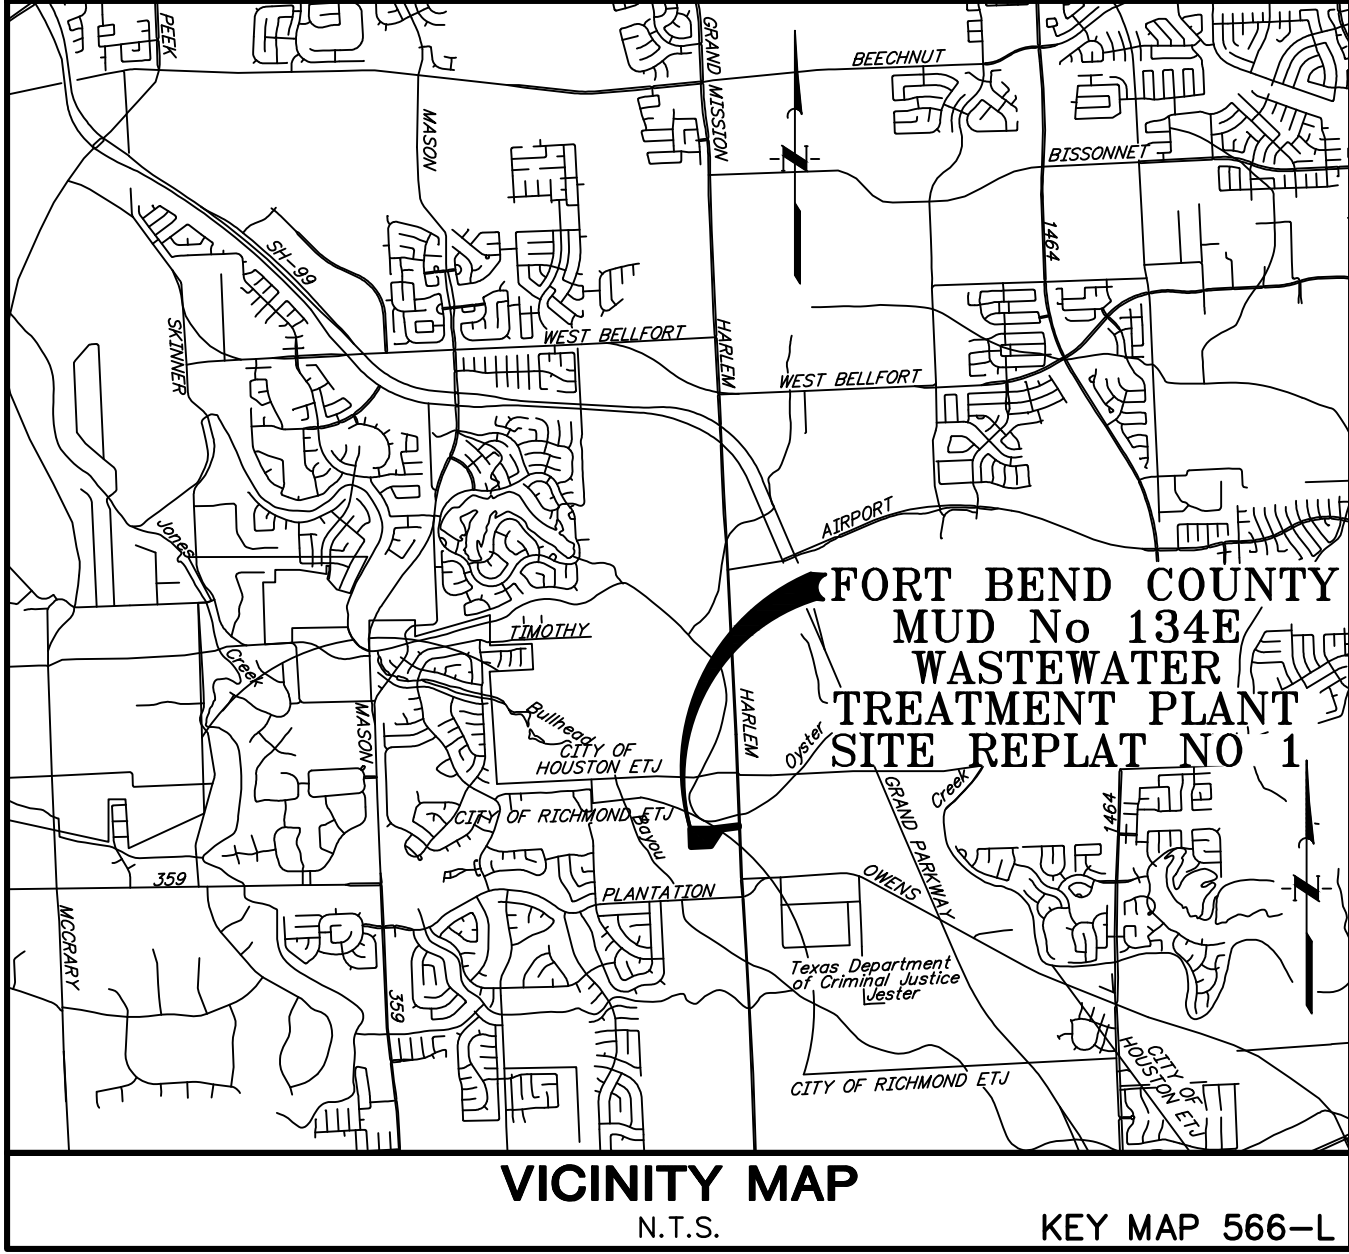 PEEK
GRAND MISSION
BEECHNUT
MASON
BISSONNET
N
1464
SH-99
SKINNER
WEST BELLFORT
HARLEM
WEST BELLFORT
AIRPORT
Jones
FORT BEND COUNTY
MUD No 134E
WASTEWATER
TREATMENT PLANT
SITE REPLAT NO 1
TIMOTHY
Creek
MASON
Bullhead
HARLEM
Oyster
CITY OF
HOUSTON ETJ
CITY OF RICHMOND ETJ
Bayou
GRAND PARKWAY
Creek
1464
359
PLANTATION
OWENS
N
MCCRARY
359
Texas Department
of Criminal Justice
Jester
CITY OF RICHMOND ETJ
CITY OF
HOUSTON ETJ
VICINITY MAP
N.T.S.
KEY MAP 566-L